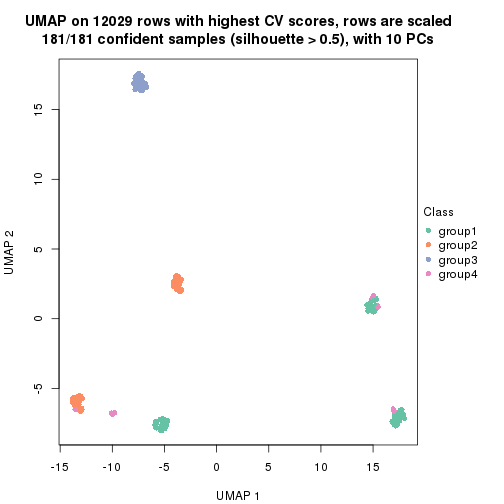 UMAP on 12029 rows with highest CV scores, rows are scaled
181/181 confident samples (silhouette > 0.5), with 10 PCs
15
10
5
0
-5
UMAP 2
-15
-10
-5
0
5
10
15
UMAP 1
Class
group1
group2
group3
group4